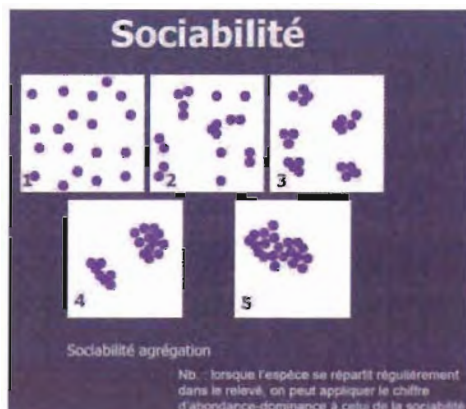 Sociabilité
1
2
3
4
5
Sociabilité agrégation
Nb. : lorsque l'espèce se répartit régulièrement
dans le relevé, on peut appliquer le chiffre
d'abondance-dominance à celui de la sociabilité